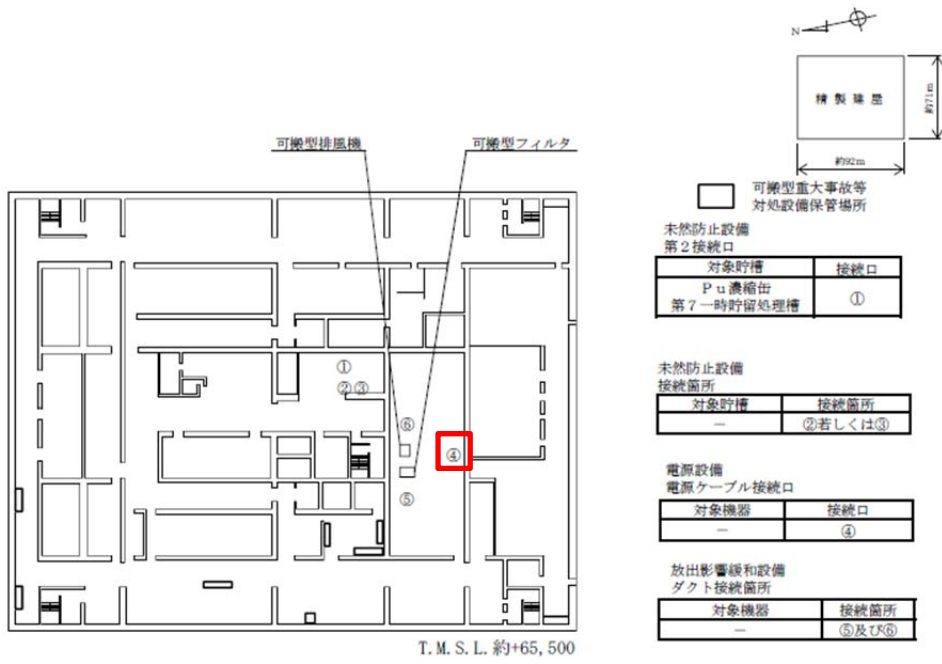 N
精製建屋
約71m
約92m
可搬型排風機
可搬型フィルタ
可搬型重大事故等
対処設備保管場所
未然防止設備
第2接続口
対象貯槽 接続口
Pu濃縮缶
第7一時貯留処理槽
①
①
②③
⑥
④
⑤
未然防止設備
接続箇所
対象貯槽 接続箇所
― ②若しくは③
電源設備
電源ケーブル接続口
対象機器 接続口
― ④
放出影響緩和設備
ダクト接続箇所
対象機器 接続箇所
― ⑤及び⑥
T.M.S.L.約+65,500